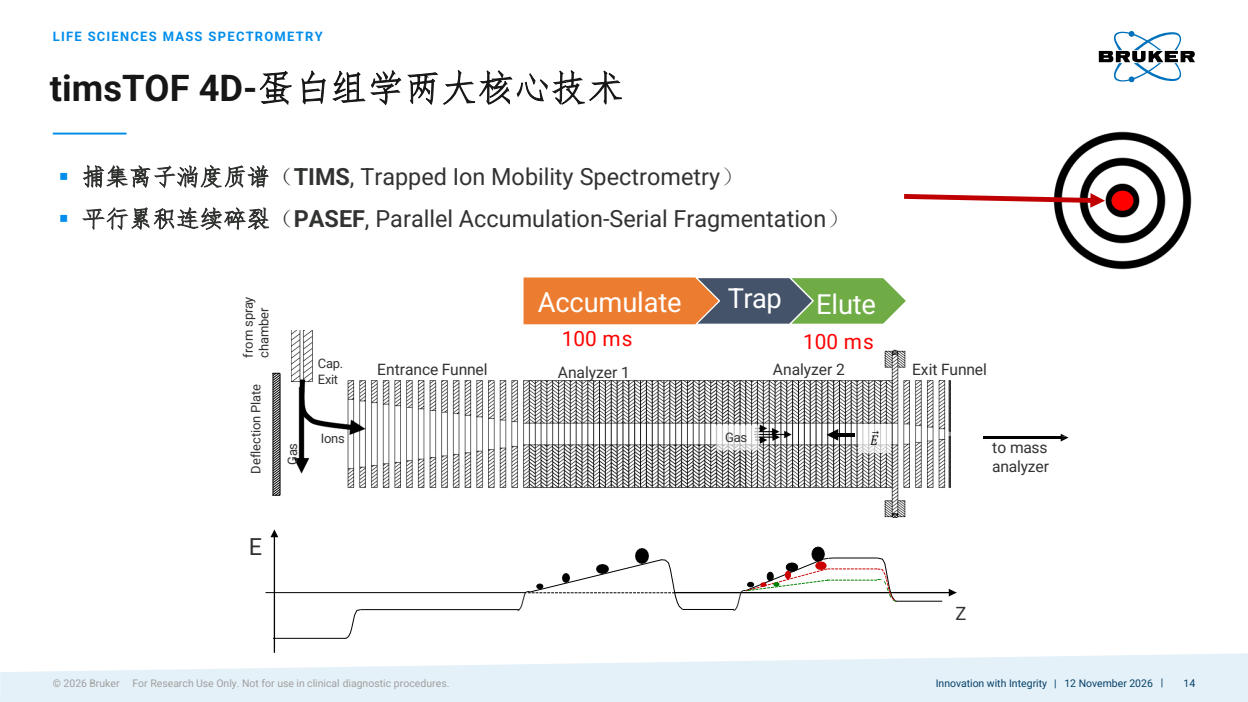 LIFE SCIENCES MASS SPECTROMETRY
BRUKER
timsTOF 4D-蛋白组学两大核心技术
捕集离子淌度质谱（TIMS, Trapped Ion Mobility Spectrometry）
平行累积连续碎裂（PASEF, Parallel Accumulation-Serial Fragmentation）
Accumulate
Trap
Elute
100 ms
100 ms
from spray
chamber
Cap.
Exit
Entrance Funnel
Analyzer 1
Analyzer 2
Exit Funnel
Deflection Plate
Gas
Ions
Gas
E
to mass
analyzer
E
Z
© 2026 Bruker
For Research Use Only. Not for use in clinical diagnostic procedures.
Innovation with Integrity | 12 November 2026 | 14